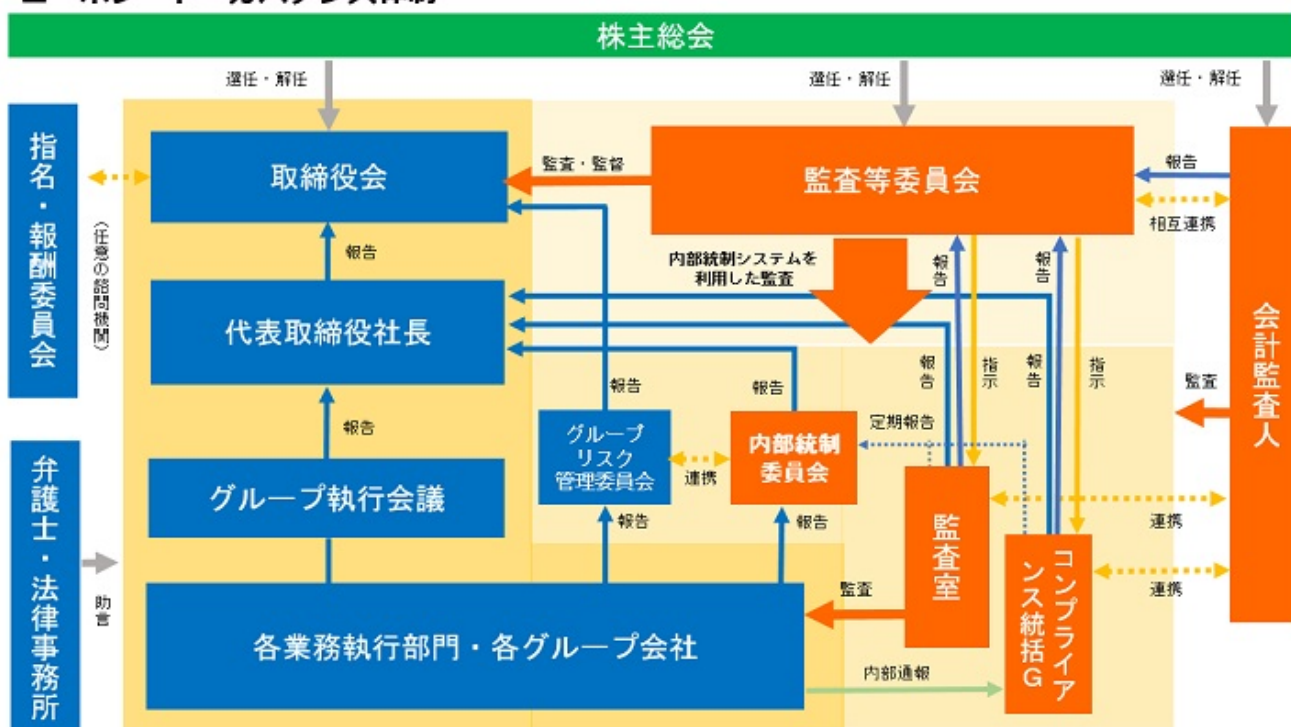 株主総会
選任・解任
選任・解任
選任・解任
指名・報酬委員会
(任意の諮問機関)
取締役会
監査・監督
監査等委員会
報告
相互連携
報告
内部統制システムを
利用した監査
報告
報告
代表取締役社長
会計監査人
報告
指示
報告
指示
監査
報告
報告
報告
グループ
リスク
管理委員会
連携
内部統制
委員会
定期報告
弁護士・法律事務所
グループ執行会議
監査室
連携
報告
報告
コンプライア
ンス統括G
連携
助言
監査
各業務執行部門・各グループ会社
内部通報